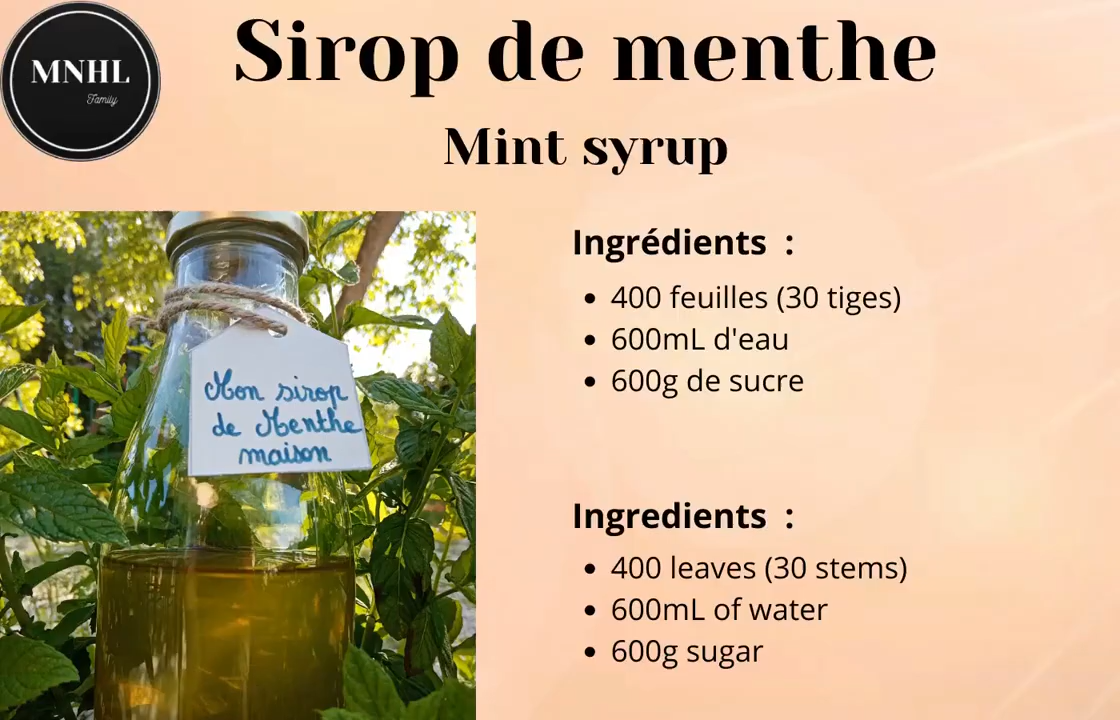 MNHL
Family
Sirop de menthe
Mint syrup
Mon sirop
de Menthe
maison
Ingrédients :
• 400 feuilles (30 tiges)
• 600mL d'eau
• 600g de sucre
Ingredients :
• 400 leaves (30 stems)
• 600mL of water
• 600g sugar